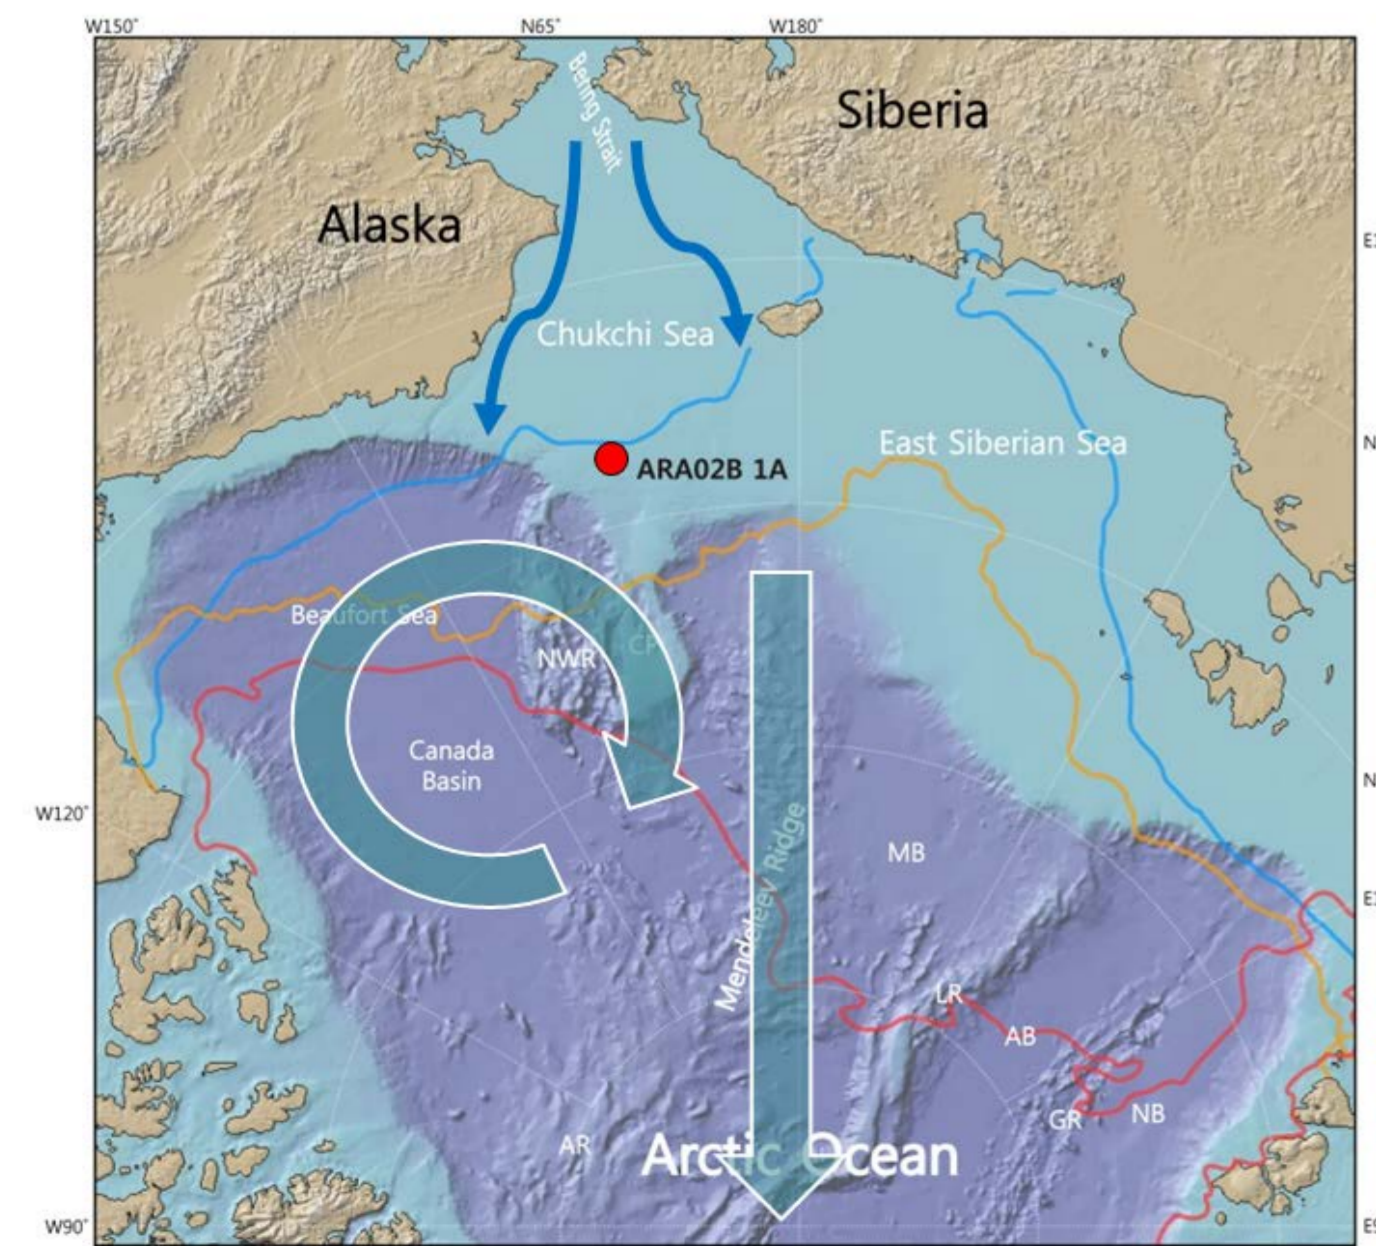 W150°
N65°
W180°
Bering Strait
Siberia
Alaska
Chukchi Sea
East Siberian Sea
ARA02B 1A
Beaufort Sea
NWR
CP
Canada
Basin
W120°
Mendeleev Ridge
MB
LR
AB
GR
NB
AR
Arctic Ocean
W90°